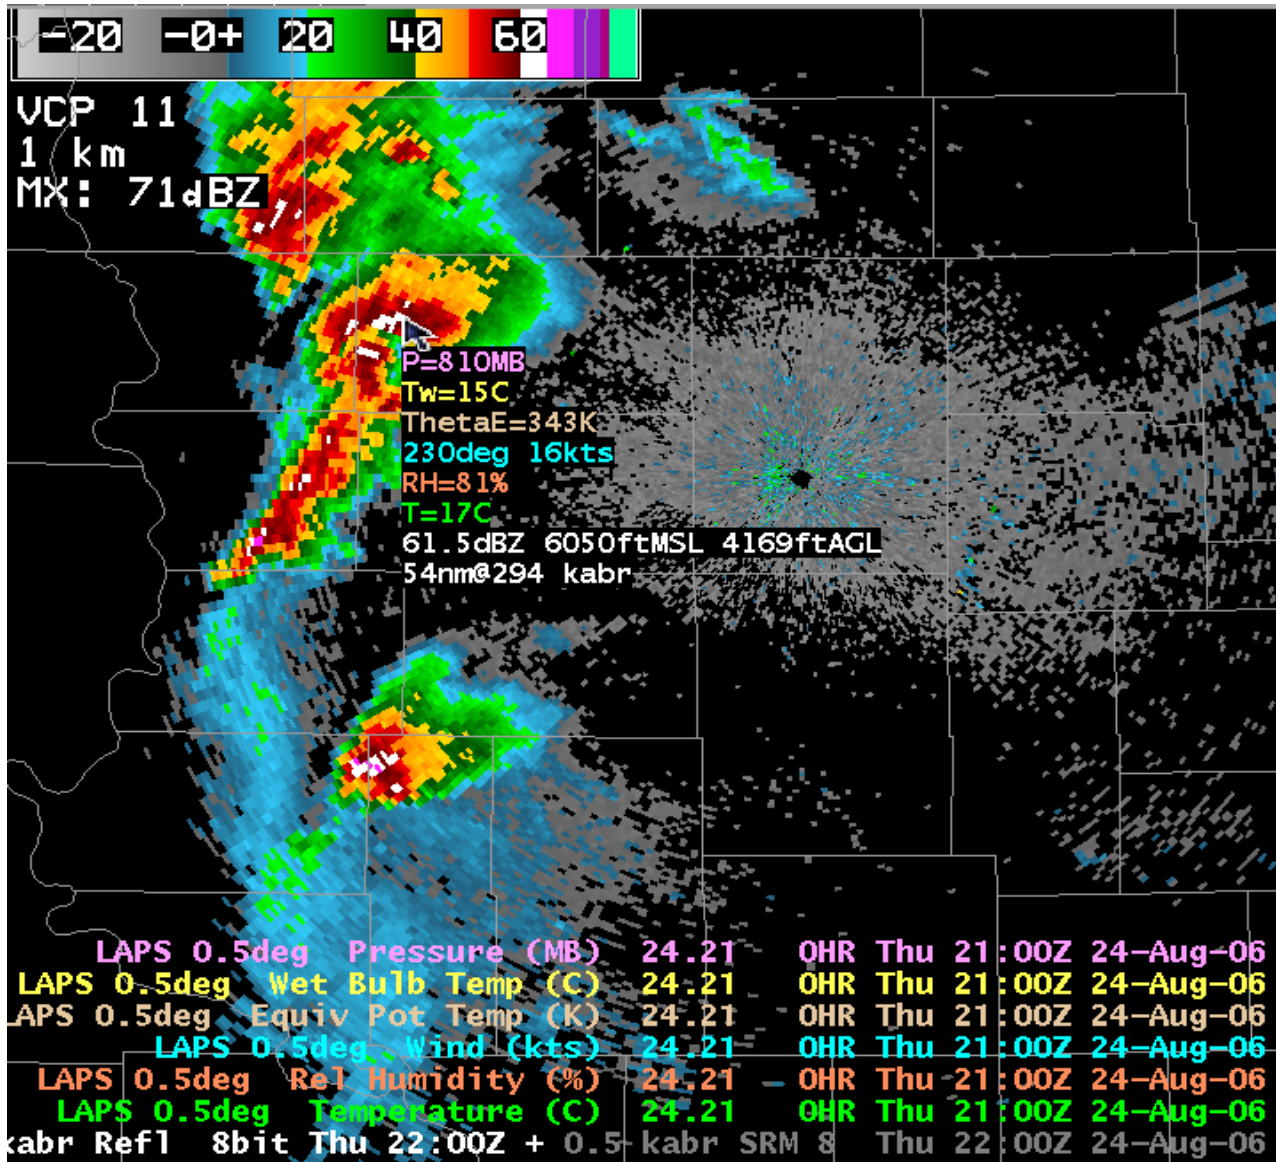 -20 -0+ 20 40 60
VCP 11
1 km
MX: 71dBZ
P=810MB
Tw=15C
ThetaE=343K
230deg 16kts
RH=81%
T=17C
61.5dBZ 6050ftMSL 4169ftAGL
54nm@294 kabr
LAPS 0.5deg Pressure (MB) 24.21 0HR Thu 21:00Z 24-Aug-06
LAPS 0.5deg Wet Bulb Temp (C) 24.21 0HR Thu 21:00Z 24-Aug-06
LAPS 0.5deg Equiv Pot Temp (K) 24.21 0HR Thu 21:00Z 24-Aug-06
LAPS 0.5deg Wind (kts) 24.21 0HR Thu 21:00Z 24-Aug-06
LAPS 0.5deg Rel Humidity (%) 24.21 0HR Thu 21:00Z 24-Aug-06
LAPS 0.5deg Temperature (C) 24.21 0HR Thu 21:00Z 24-Aug-06
kabr Refl 8bit Thu 22:00Z + 0.5 kabr SRM 8 Thu 22:00Z 24-Aug-06